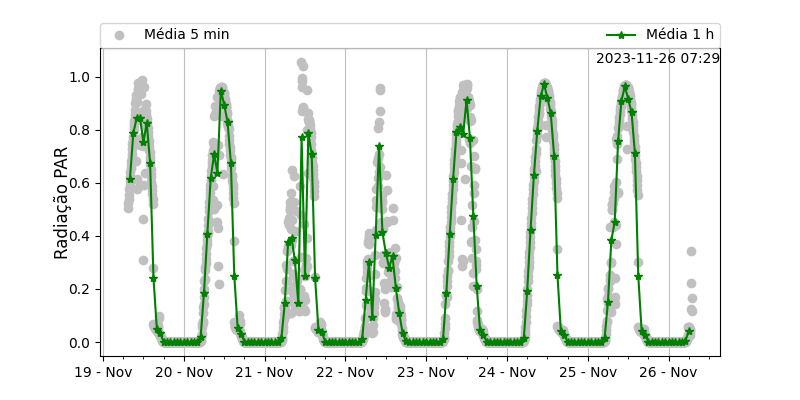 Média 5 min Média 1 h
2023-11-26 07:29
Radiação PAR
1.0
0.8
0.6
0.4
0.2
0.0
19 - Nov 20 - Nov 21 - Nov 22 - Nov 23 - Nov 24 - Nov 25 - Nov 26 - Nov